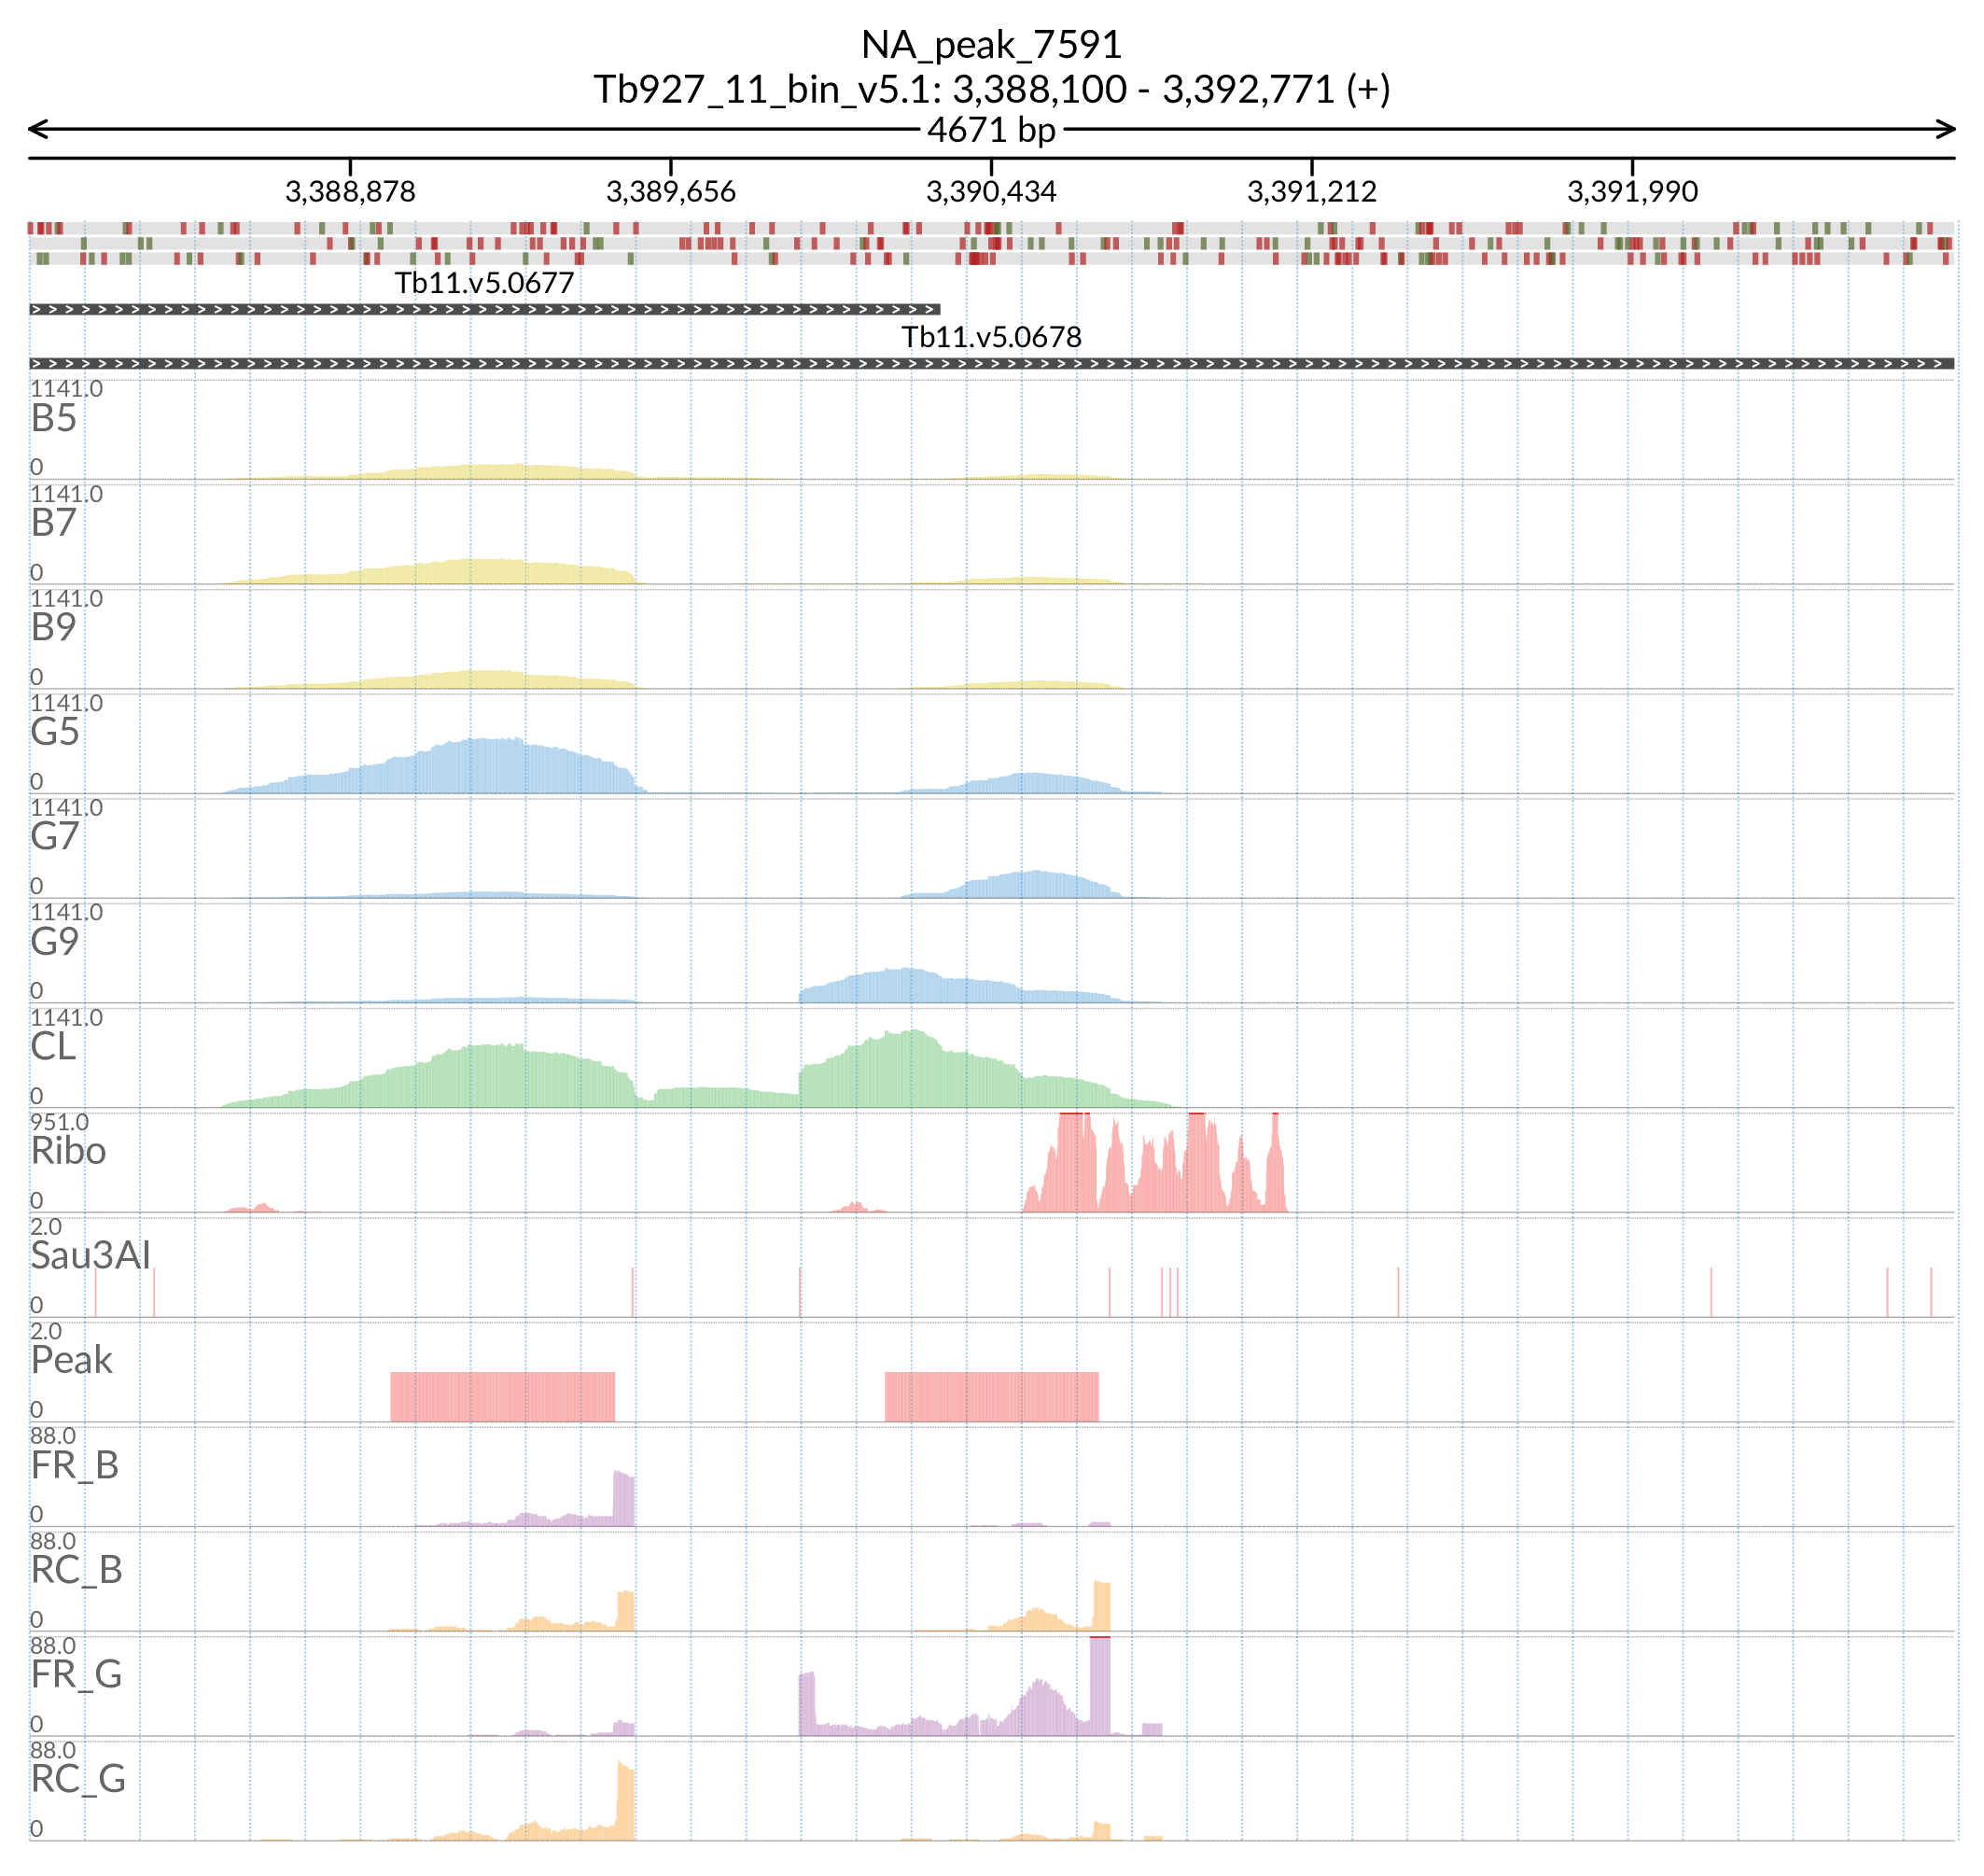 NA_peak_7591
Tb927_11_bin_v5.1: 3,388,100 - 3,392,771 (+)
4671 bp
3,388,878 3,389,656 3,390,434 3,391,212 3,391,990
Tb11.v5.0677
Tb11.v5.0678
1141.0
B5
0
1141.0
B7
0
1141.0
B9
0
1141.0
G5
0
1141.0
G7
0
1141.0
G9
0
1141.0
CL
0
951.0
Ribo
0
2.0
Sau3AI
0
2.0
Peak
0
88.0
FR_B
0
88.0
RC_B
0
88.0
FR_G
0
88.0
RC_G
0